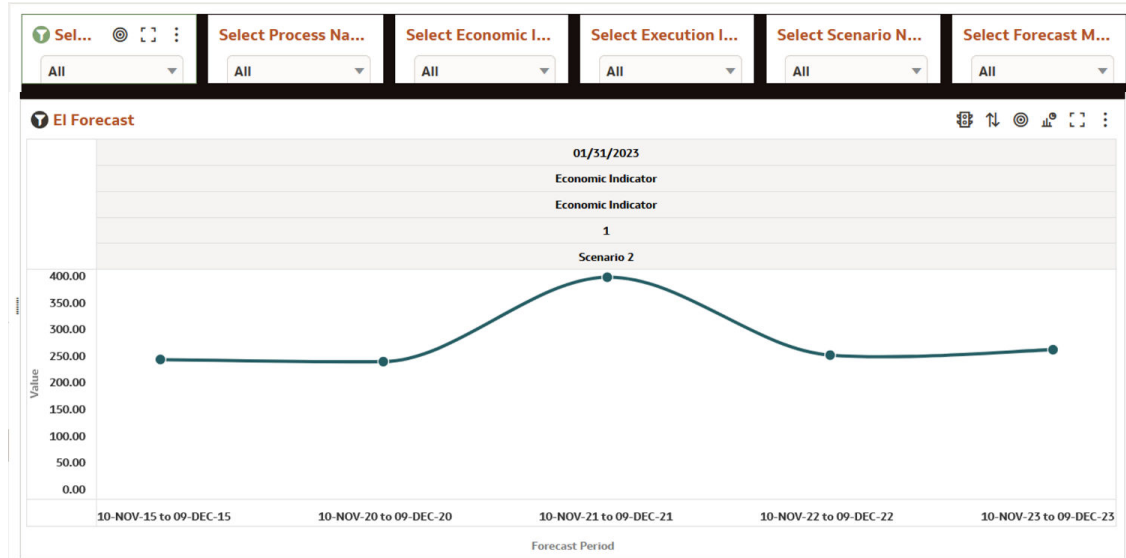 Sel... Select Process Na... Select Economic I... Select Execution I... Select Scenario N... Select Forecast M...
All All All All All All
EI Forecast
01/31/2023
Economic Indicator
Economic Indicator
1
Scenario 2
400.00
350.00
300.00
250.00
200.00
150.00
100.00
50.00
0.00
Value
10-NOV-15 to 09-DEC-15 10-NOV-20 to 09-DEC-20 10-NOV-21 to 09-DEC-21 10-NOV-22 to 09-DEC-22 10-NOV-23 to 09-DEC-23
Forecast Period